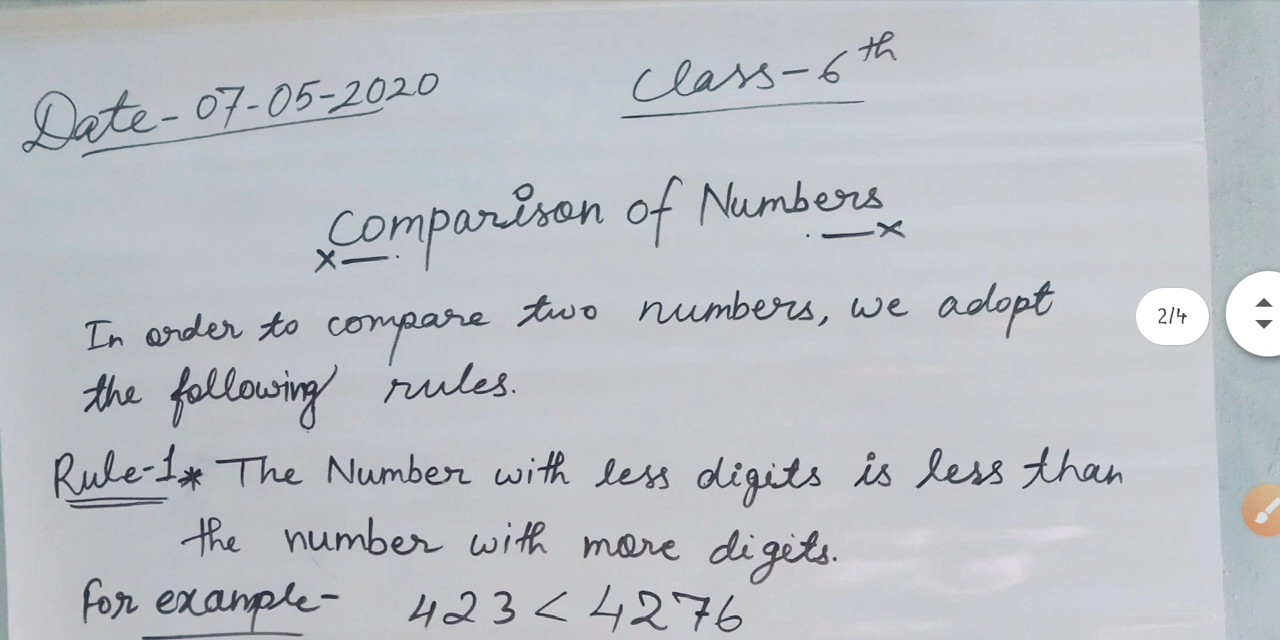 Date-07-05-2020
Class-6th
Comparison of Numbers
In order to compare two numbers, we adopt
the following rules.
2/4
Rule-1* The Number with less digits is less than
the number with more digits.
For example- 423 < 4276